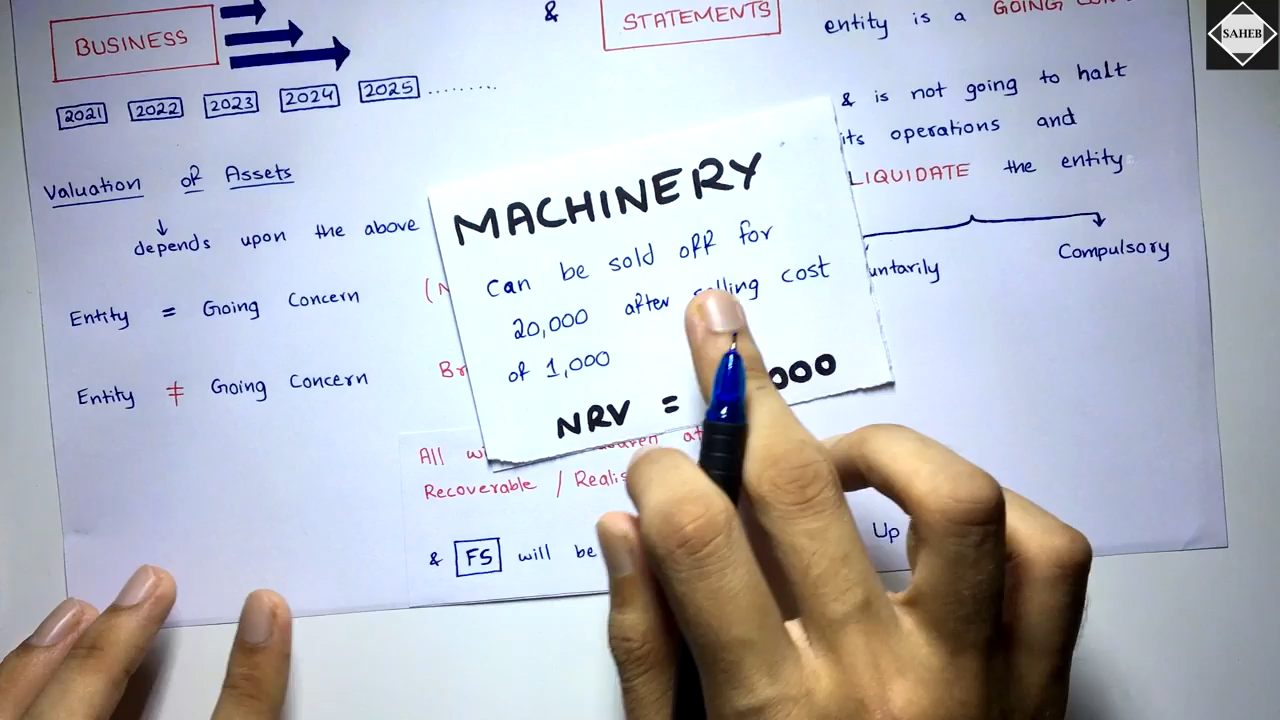 BUSINESS
&
STATEMENTS
entity is a GOING
SAHEB
2021 2022 2023 2024 2025 .........
& is not going to halt
its operations and
LIQUIDATE the entity
Compulsory
Valuation of Assets
depends upon the above
Entity = Going Concern
Entity ≠ Going Concern
MACHINERY
Can be sold off for
20,000 after selling cost
of 1,000
NRV =
All
Recoverable /
& FS will be
Up